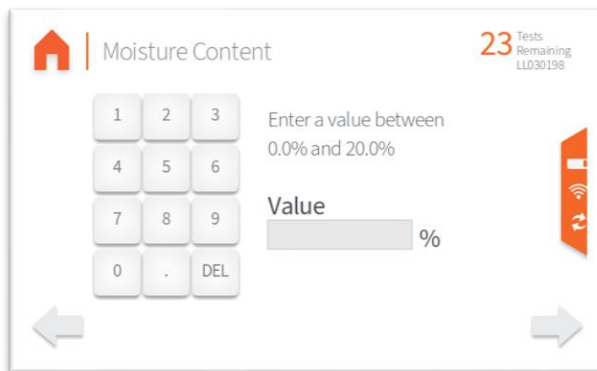 Moisture Content
23 Tests
Remaining
LL030198
1 2 3
4 5 6
7 8 9
0 . DEL
Enter a value between
0.0% and 20.0%
Value
%